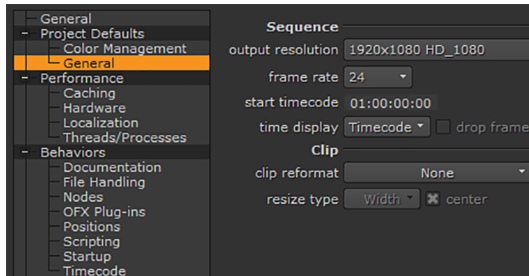 General
Project Defaults
Color Management
General
Performance
Caching
Hardware
Localization
Threads/Processes
Behaviors
Documentation
File Handling
Nodes
OFX Plug-ins
Positions
Scripting
Startup
Timecode
Sequence
output resolution 1920x1080 HD_1080
frame rate 24
start timecode 01:00:00:00
time display Timecode drop frame
Clip
clip reformat None
resize type Width center